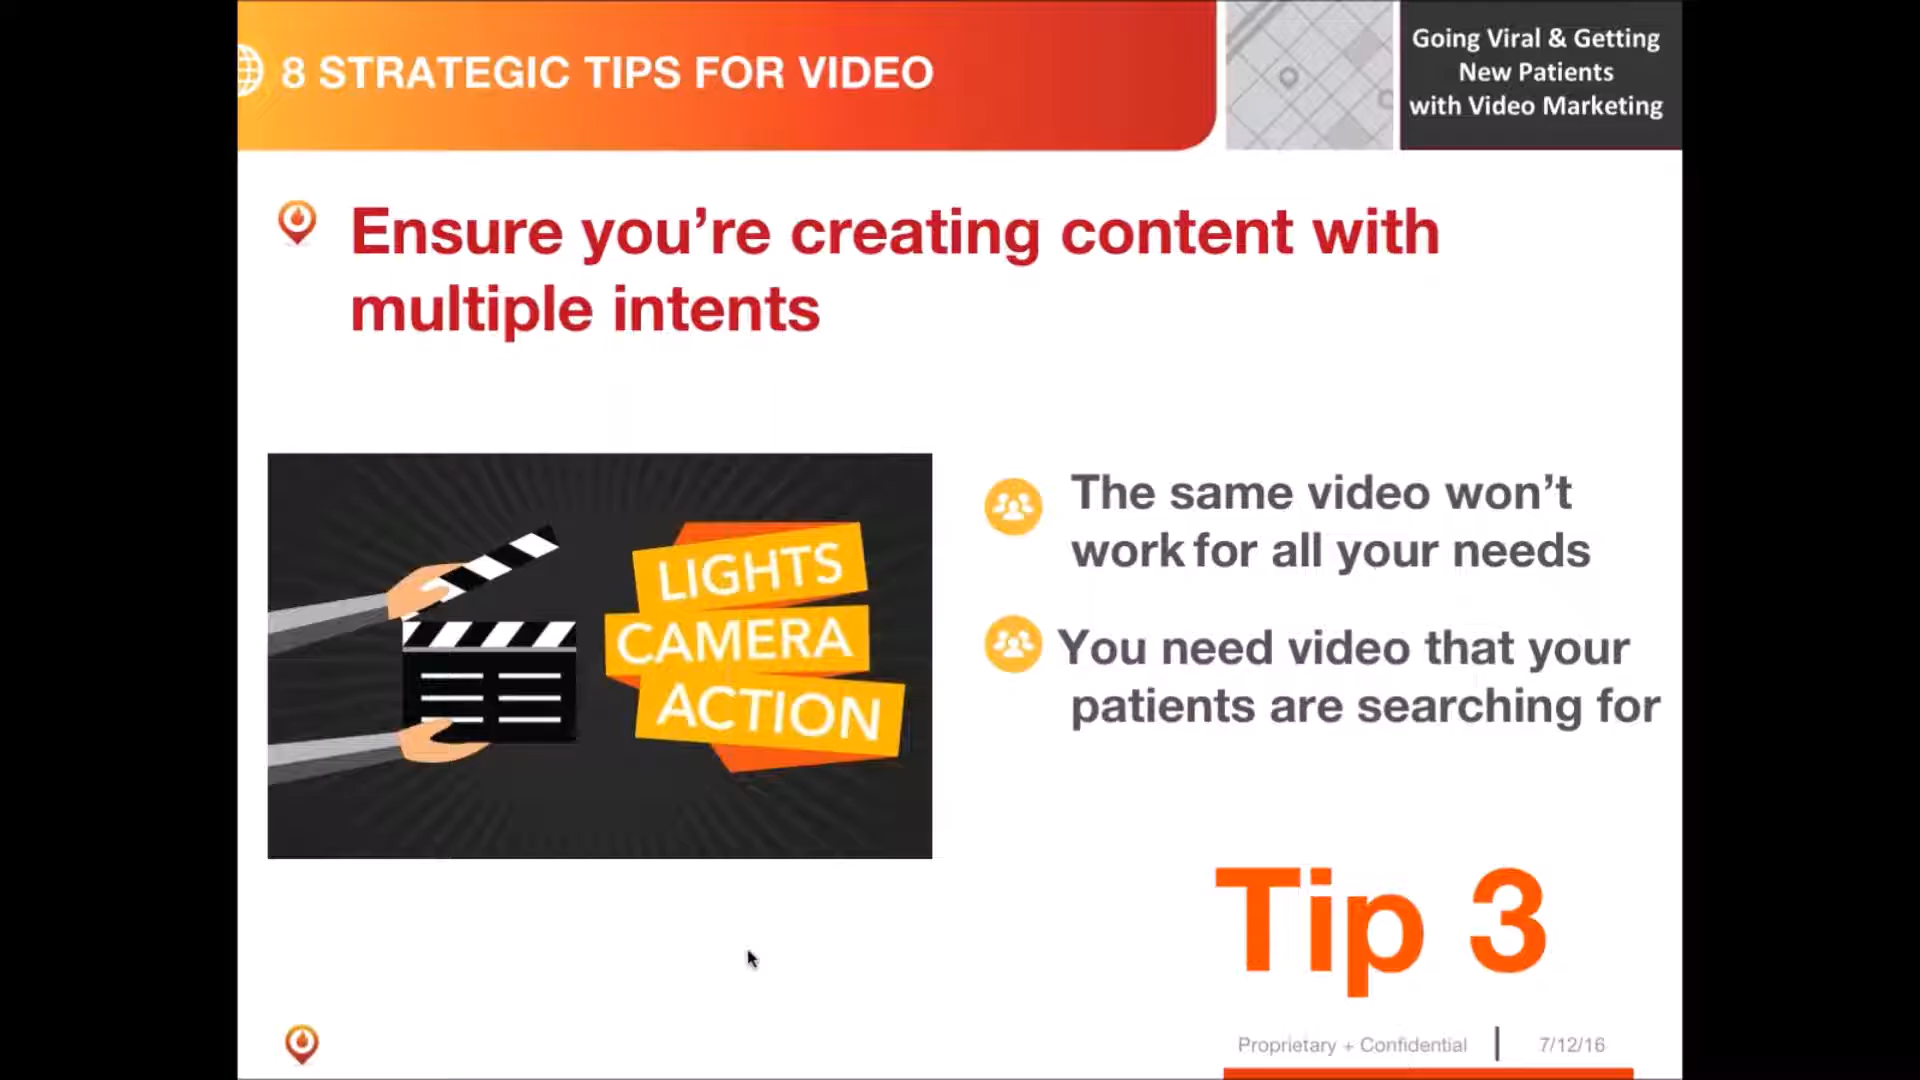 8 STRATEGIC TIPS FOR VIDEO
Going Viral & Getting
New Patients
with Video Marketing
Ensure you’re creating content with
multiple intents
LIGHTS
CAMERA
ACTION
The same video won’t
work for all your needs
You need video that your
patients are searching for
Tip 3
Proprietary + Confidential
7/12/16